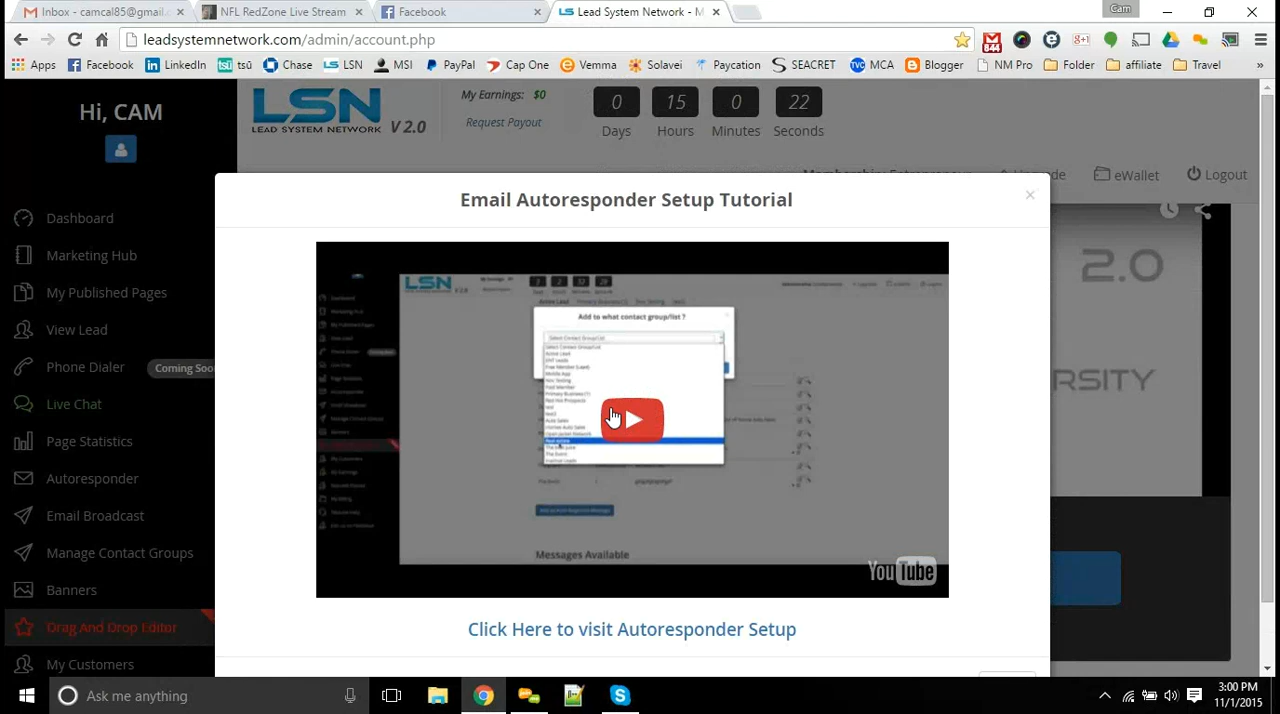 Inbox - camcal85@gmail.
NFL RedZone Live Stream
Facebook
LS Lead System Network - M
Cam
leadsystemnetwork.com/admin/account.php
844
Apps Facebook LinkedIn tsū tsú Chase LS LSN MSI PayPal Cap One Vemma Solavei Paycation SEACRET TVC MCA Blogger NM Pro Folder affiliate Travel »
Hi, CAM
LSN
LEAD SYSTEM NETWORK V 2.0
My Earnings: $0
Request Payout
0 15 0 22
Days Hours Minutes Seconds
eWallet Logout
Dashboard
Marketing Hub
My Published Pages
View Lead
Phone Dialer Coming Soo
Live Chat
Page Statistics
Autoresponder
Email Broadcast
Manage Contact Groups
Banners
Drag And Drop Editor
My Customers
Email Autoresponder Setup Tutorial
×
LSN
Add to what contact group/list ?
Messages Available
YouTube
2.0
RSITY
Click Here to visit Autoresponder Setup
Ask me anything
3:00 PM
11/1/2015